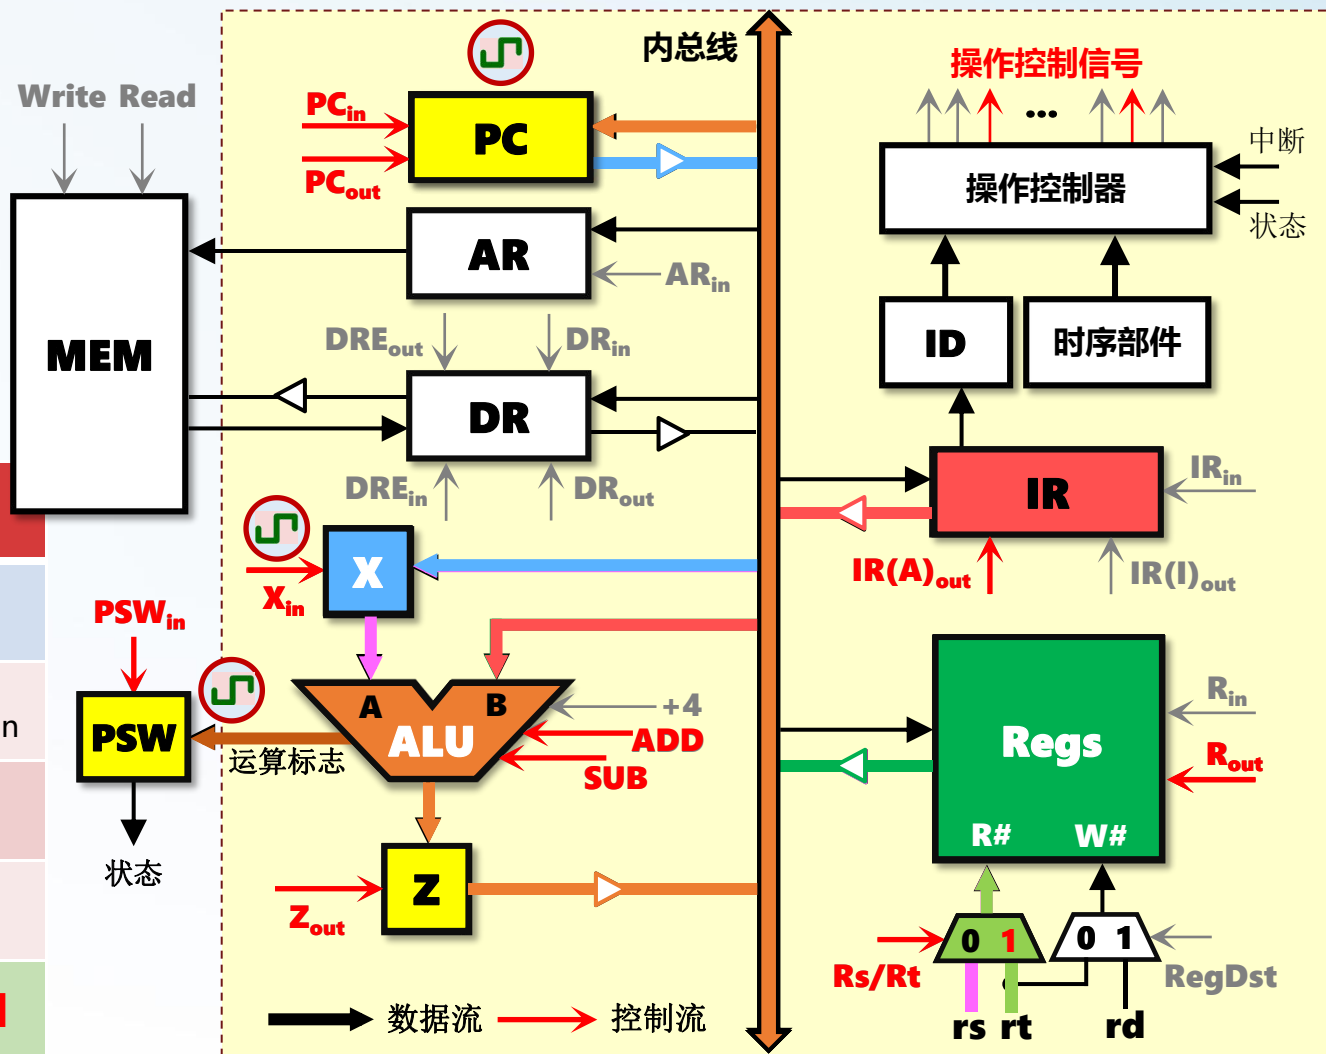 内总线
操作控制信号
Write Read
PCin
PC
PCout
...
中断
操作控制器
状态
AR
ARin
MEM
DREout
DRin
ID
时序部件
DR
DREin
DRout
IR
IRin
X
Xin
IR(A)out
IR(I)out
PSWin
n
PSW
运算标志
A
B
ALU
+4
ADD
SUB
Regs
Rin
Rout
R#
W#
状态
Z
Zout
0 1
0 1
Rs/Rt
RegDst
rs rt
rd
数据流
控制流